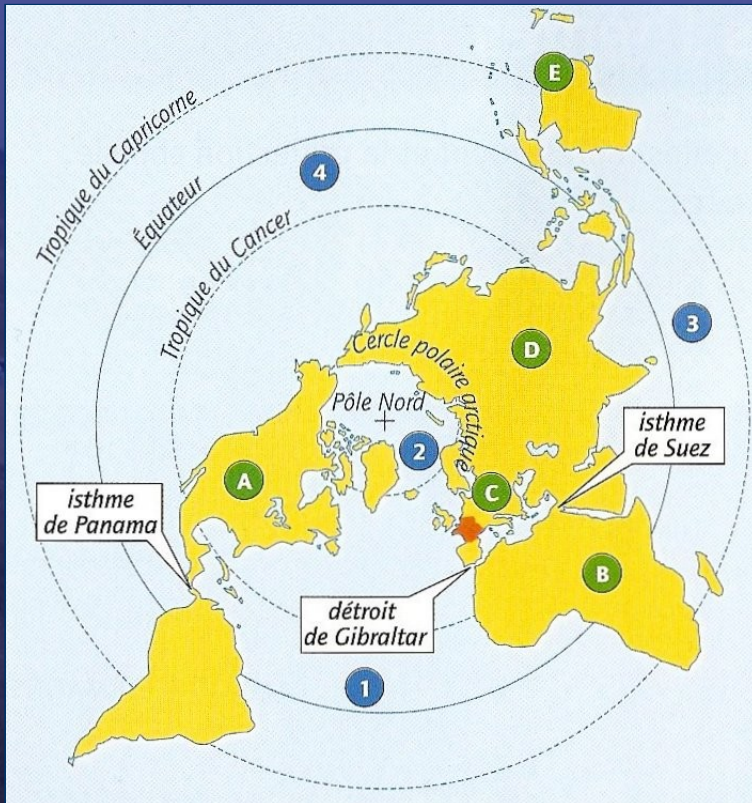 E
Tropique du Capricorne
4
Équateur
Tropique du Cancer
3
D
Cercle polaire arctique
Pôle Nord
isthme
de Suez
2
A
C
isthme
de Panama
B
détroit
de Gibraltar
1